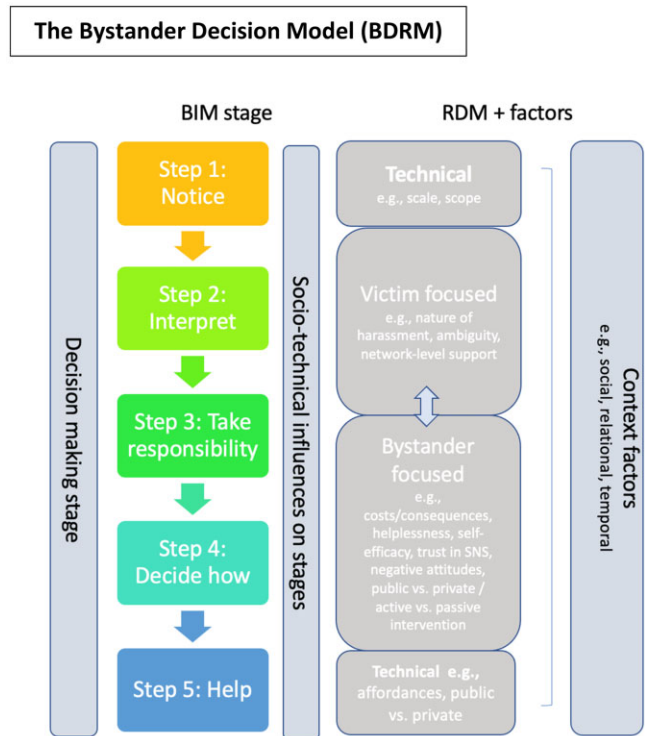 The Bystander Decision Model (BDRM)
BIM stage
RDM + factors
Decision making stage
Step 1:
Notice
Step 2:
Interpret
Step 3: Take
responsibility
Step 4:
Decide how
Step 5: Help
Socio-technical influences on stages
Technical
e.g., scale, scope
Victim focused
e.g., nature of
harassment, ambiguity,
network-level support
Bystander
focused
e.g.,
costs/consequences,
helplessness, self-
efficacy, trust in SNS,
negative attitudes,
public vs. private /
active vs. passive
intervention
Technical e.g.,
affordances, public
vs. private
Context factors
e.g., social, relational, temporal